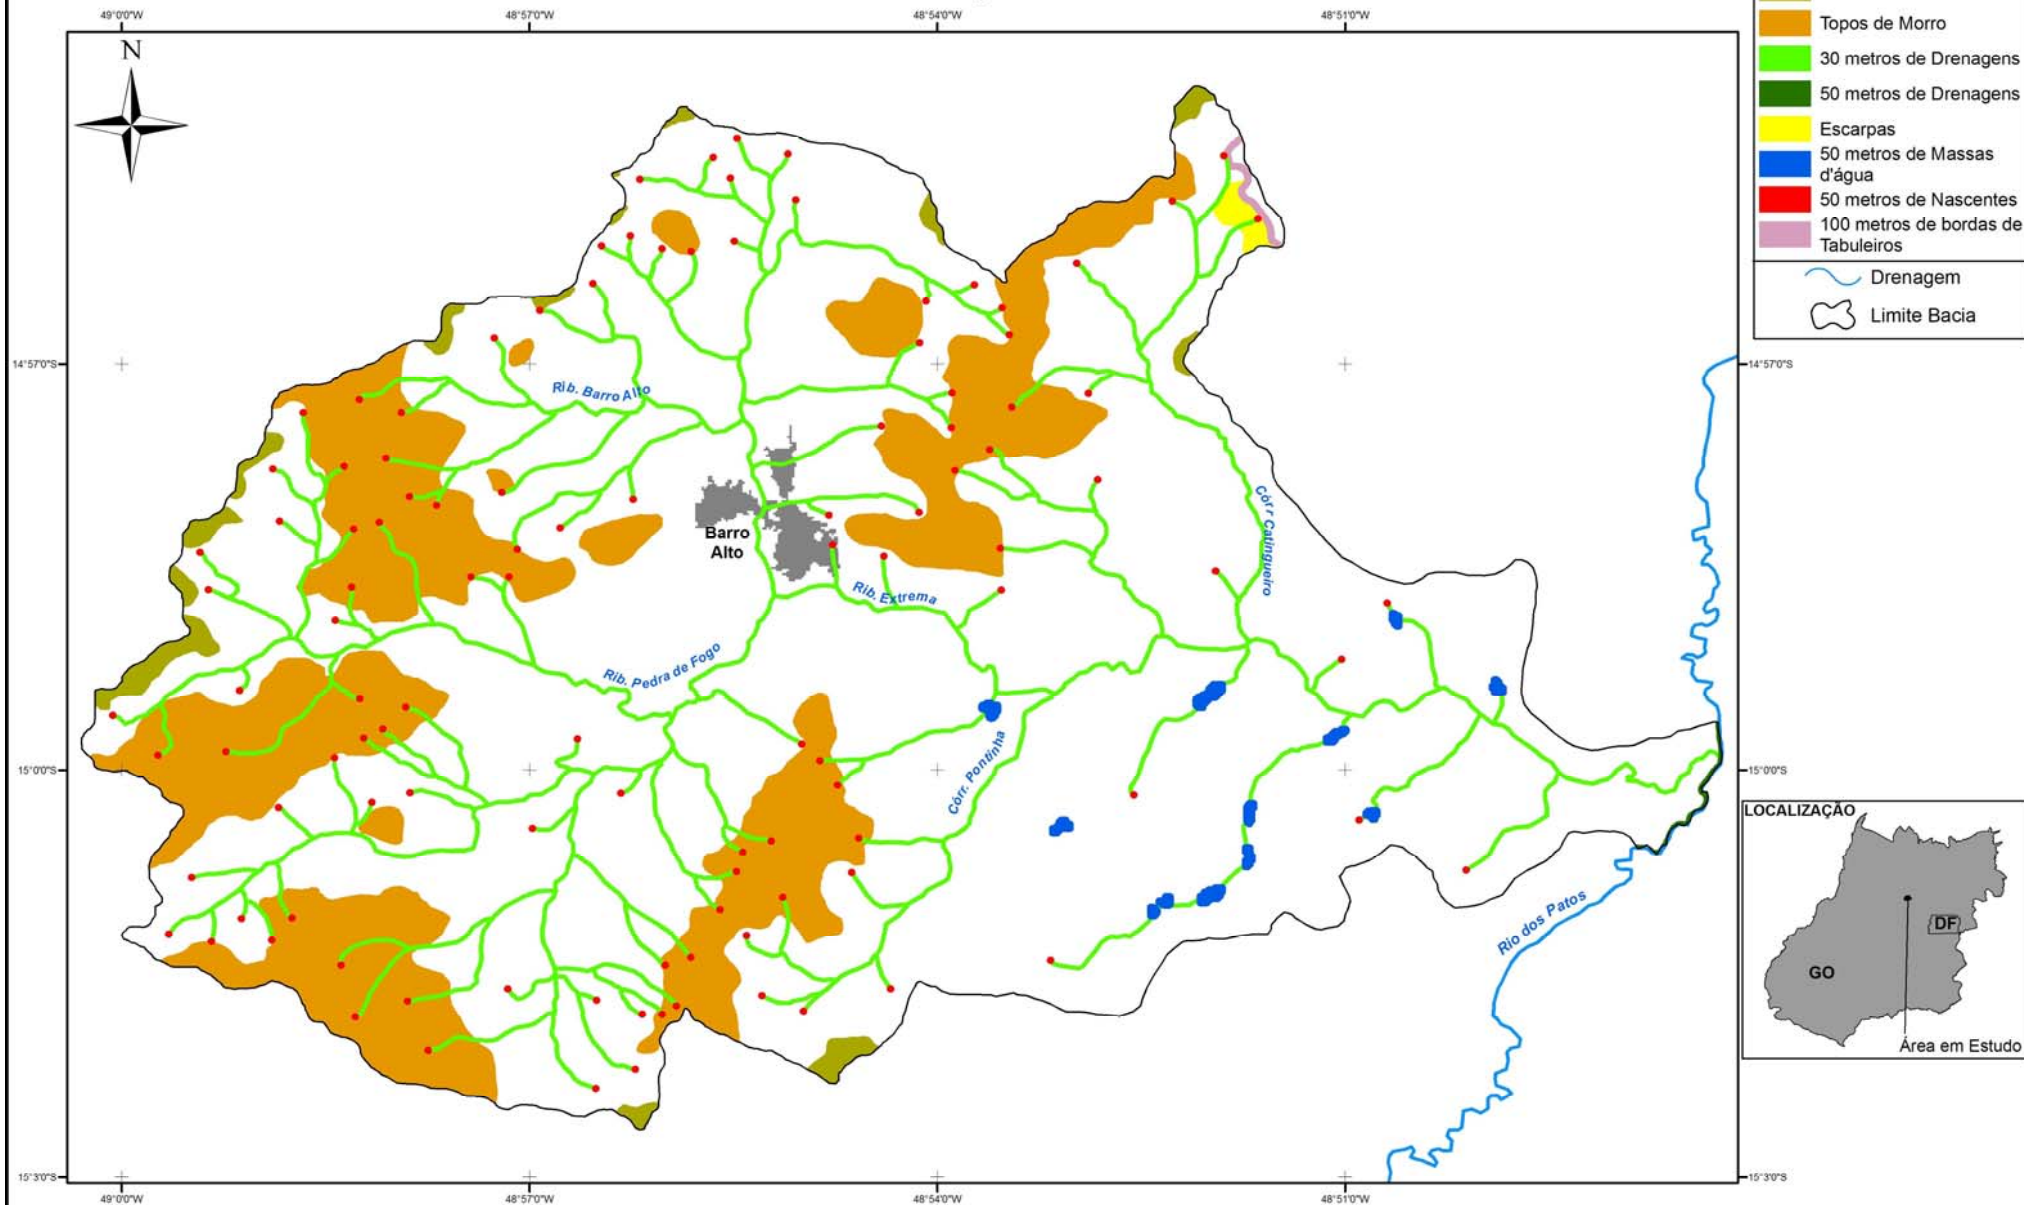 49°0'0"W
48°57'0"W
48°54'0"W
48°51'0"W
Topos de Morro
30 metros de Drenagens
50 metros de Drenagens
Escarpas
50 metros de Massas
d'água
50 metros de Nascentes
100 metros de bordas de
Tabuleiros
Drenagem
Limite Bacia
N
14°57'0"S
14°57'0"S
Rib. Barro Alto
Barro
Alto
Córr Catingueiro
Rib. Extrema
Rib. Pedra de Fogo
Córr. Pontinha
15°0'0"S
15°0'0"S
LOCALIZAÇÃO
DF
GO
Área em Estudo
Rio dos Patos
15°3'0"S
15°3'0"S
49°0'0"W
48°57'0"W
48°54'0"W
48°51'0"W